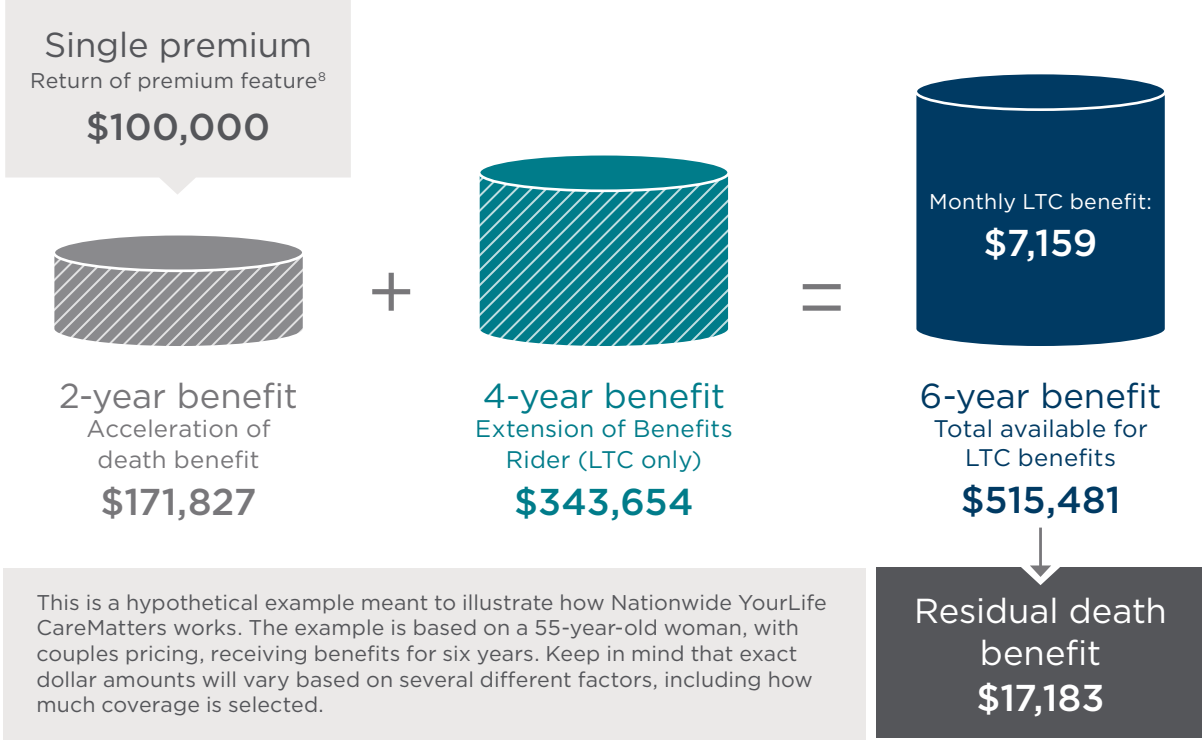 Single premium
Return of premium feature⁸
$100,000
+
=
Monthly LTC benefit:
$7,159
2-year benefit
Acceleration of
death benefit
$171,827
4-year benefit
Extension of Benefits
Rider (LTC only)
$343,654
6-year benefit
Total available for
LTC benefits
$515,481
This is a hypothetical example meant to illustrate how Nationwide YourLife
CareMatters works. The example is based on a 55-year-old woman, with
couples pricing, receiving benefits for six years. Keep in mind that exact
dollar amounts will vary based on several different factors, including how
much coverage is selected.
Residual death
benefit
$17,183